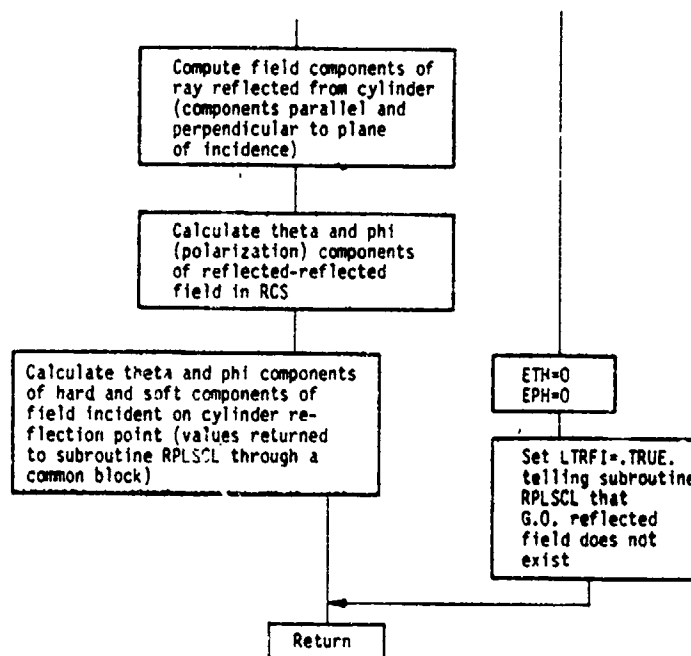 Compute field components of
ray reflected from cylinder
(components parallel and
perpendicular to plane
of incidence)
Calculate theta and phi
(polarization) components
of reflected-reflected
field in RCS
Calculate theta and phi components
of hard and soft components of
field incident on cylinder re-
flection point (values returned
to subroutine RPLSCL through a
common block)
ETH=0
EPH=0
Set LTRFI=.TRUE.
telling subroutine
RPLSCL that
G.O. reflected
field does not
exist
Return